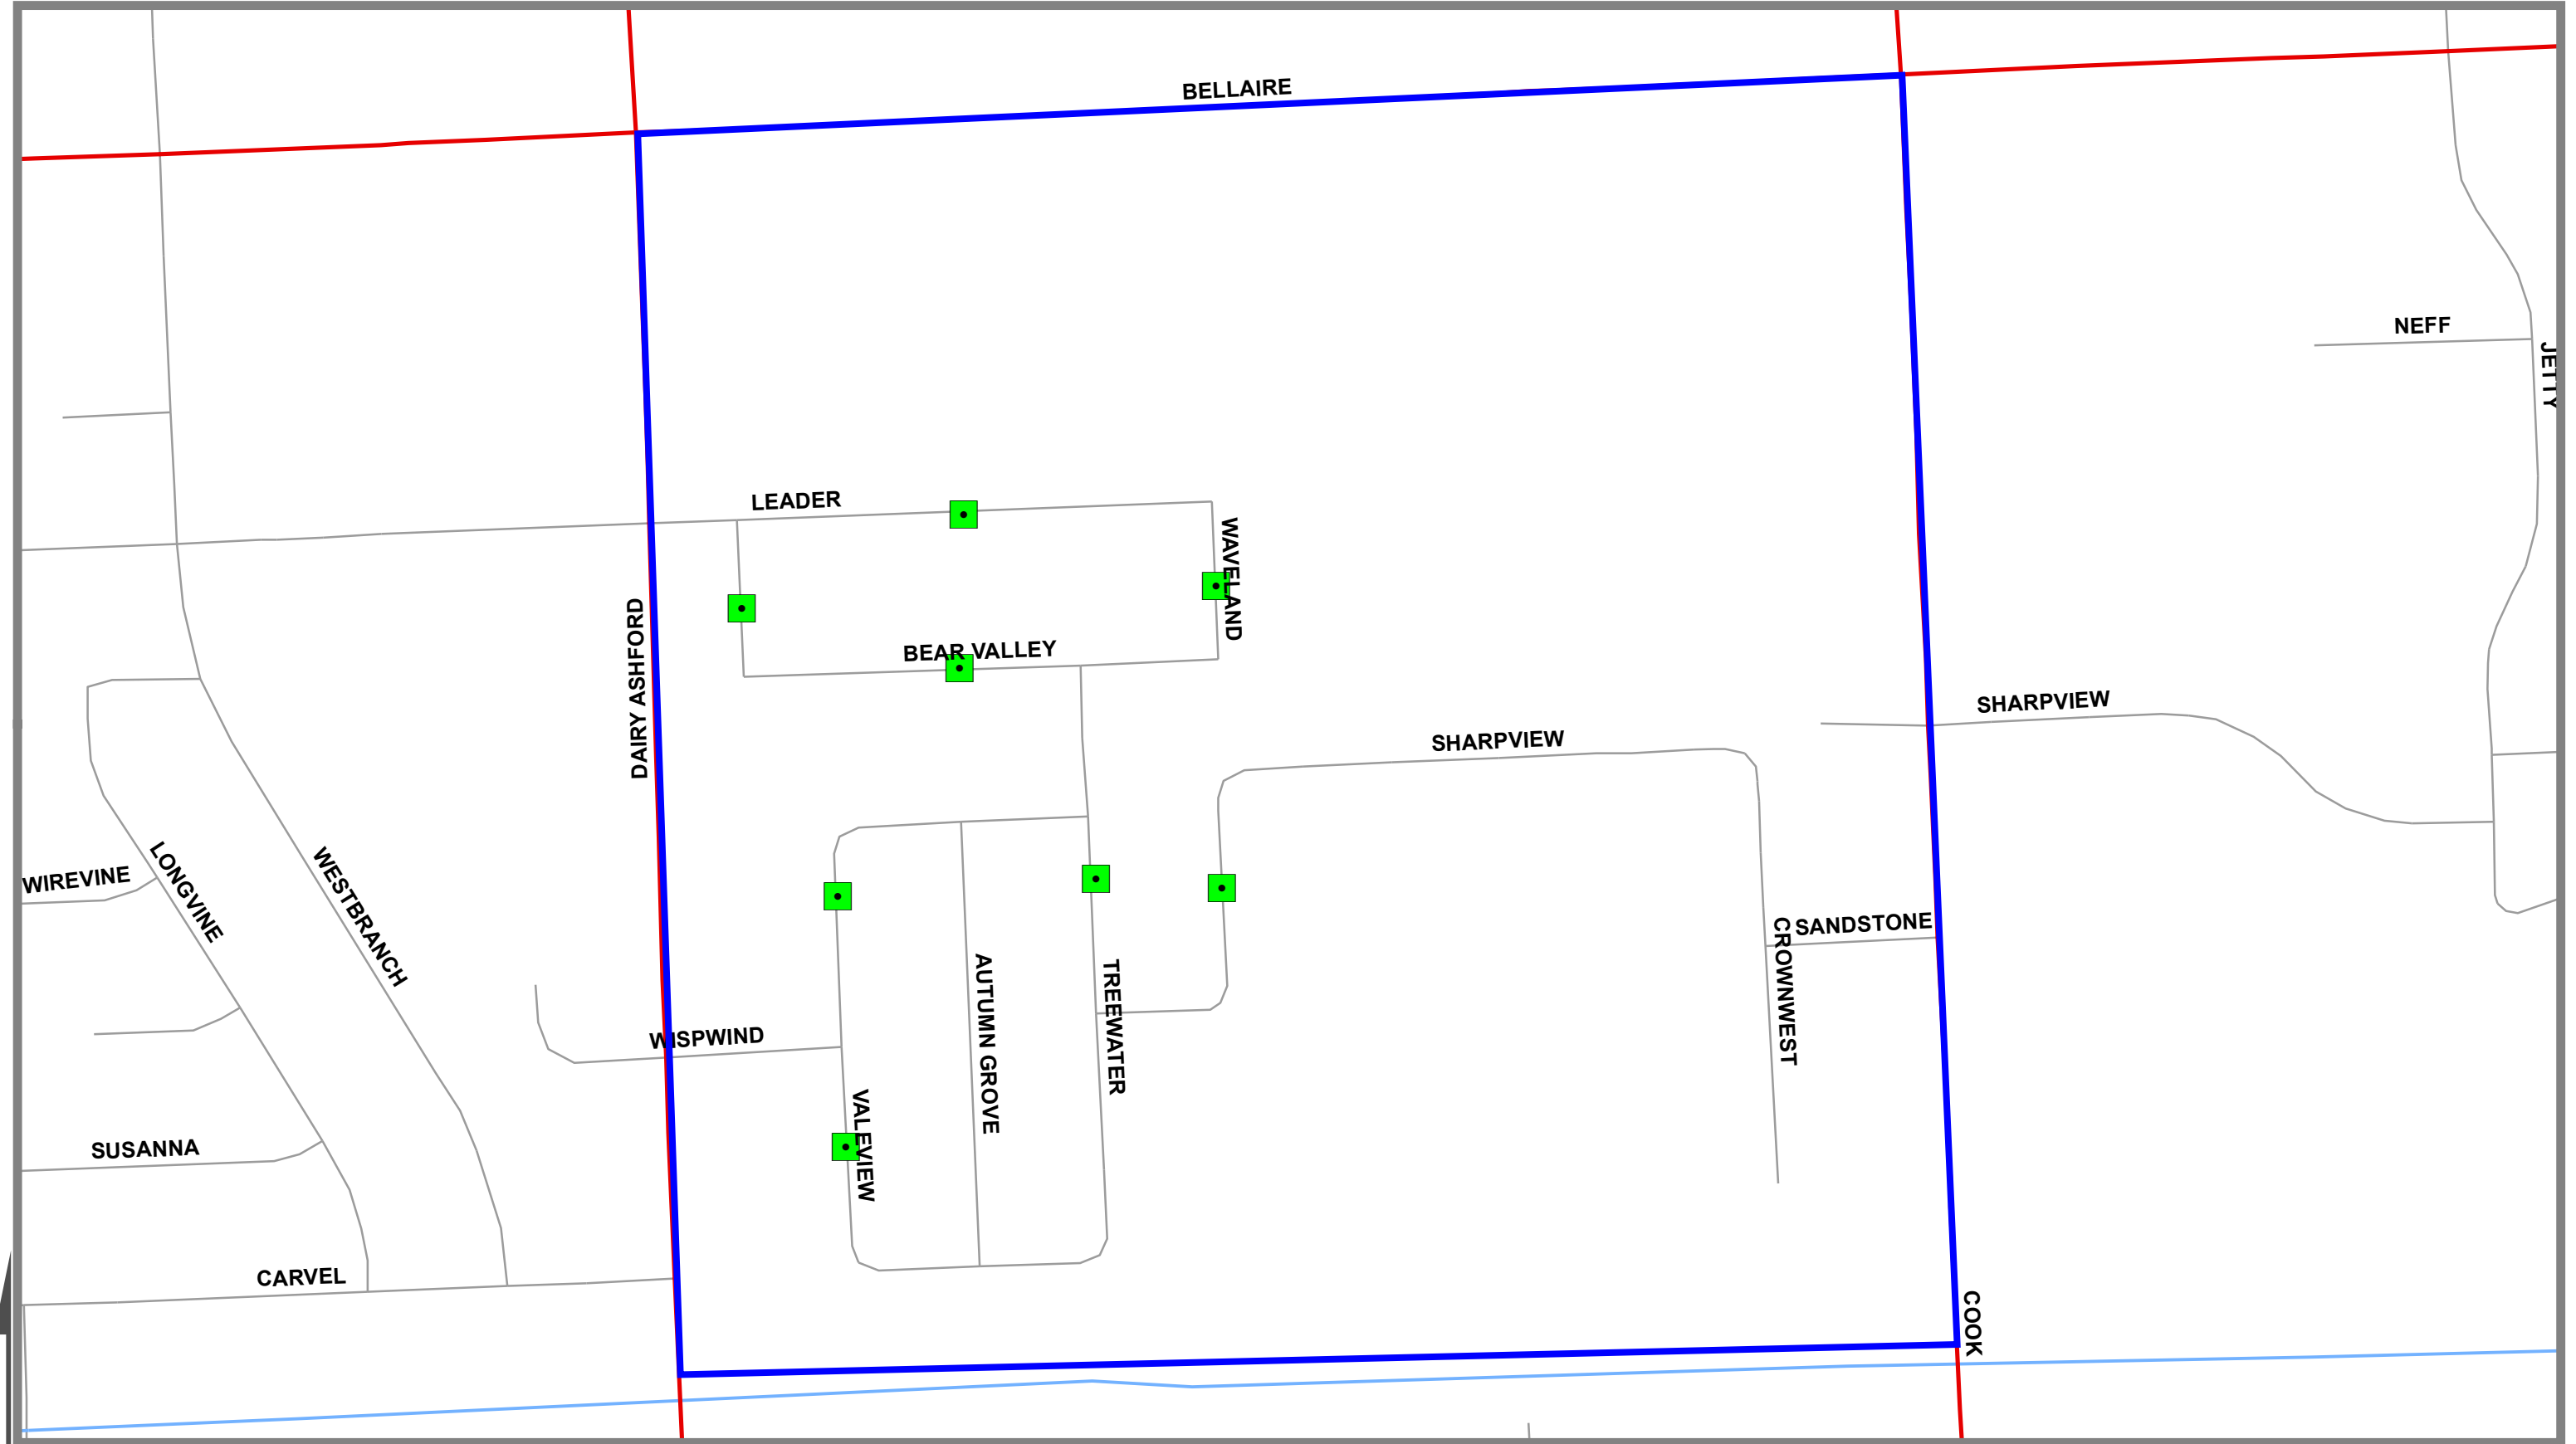 BELLAIRE
NEFF
JETTY
LEADER
WAVELAND
DAIRY ASHFORD
BEAR VALLEY
SHARPVIEW
SHARPVIEW
WIREVINE
LONGVINE
WESTBRANCH
SANDSTONE
CROWNWEST
AUTUMN GROVE
TREEWATER
WISPWIND
VALEVIEW
SUSANNA
CARVEL
COOK